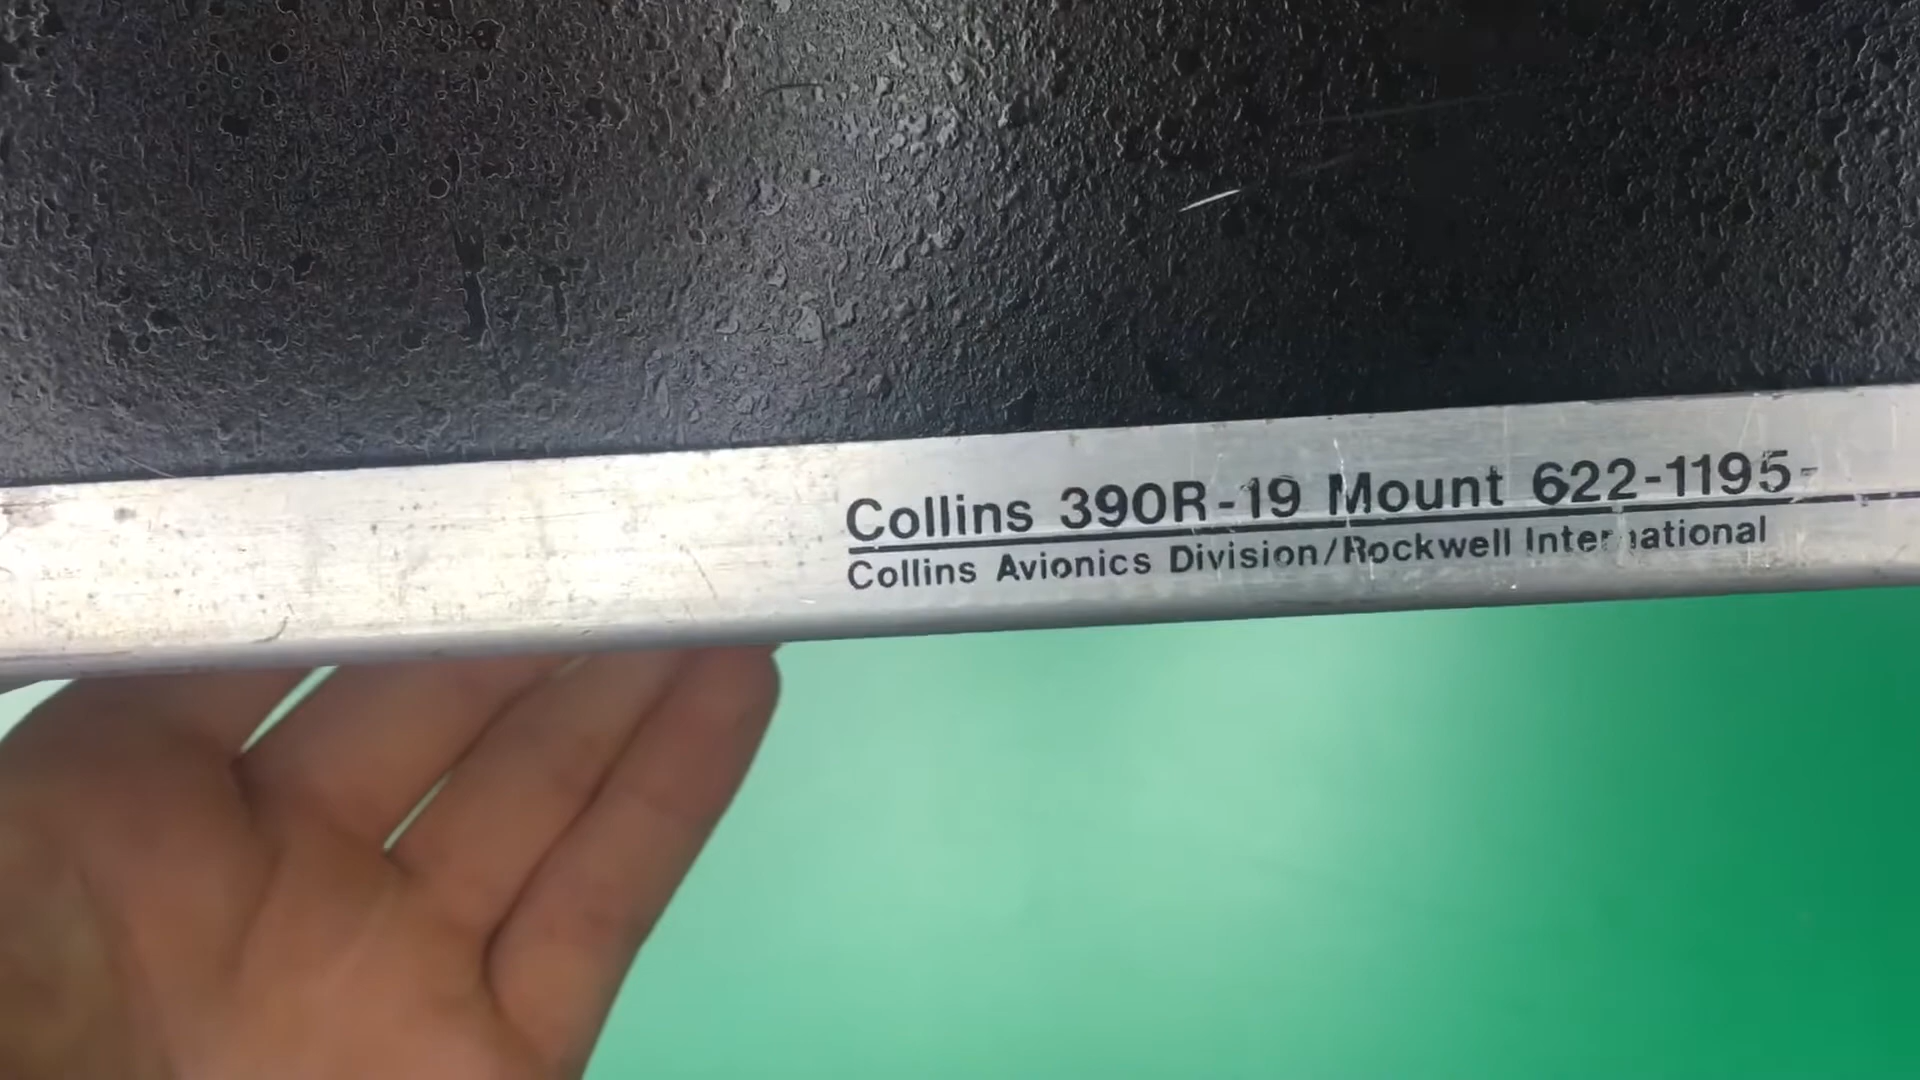 Collins 390R-19 Mount 622-1195-
Collins Avionics Division/Rockwell International